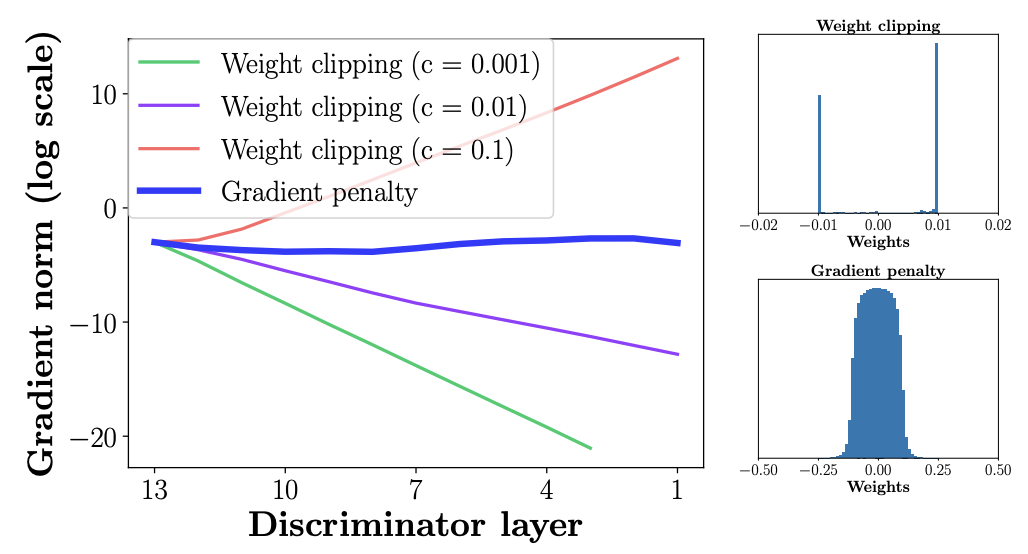 Gradient norm (log scale)
10
0
−10
−20
Weight clipping (c = 0.001)
Weight clipping (c = 0.01)
Weight clipping (c = 0.1)
Gradient penalty
13 10 7 4 1
Discriminator layer
Weight clipping
−0.02 −0.01 0.00 0.01 0.02
Weights
Gradient penalty
−0.50 −0.25 0.00 0.25 0.50
Weights